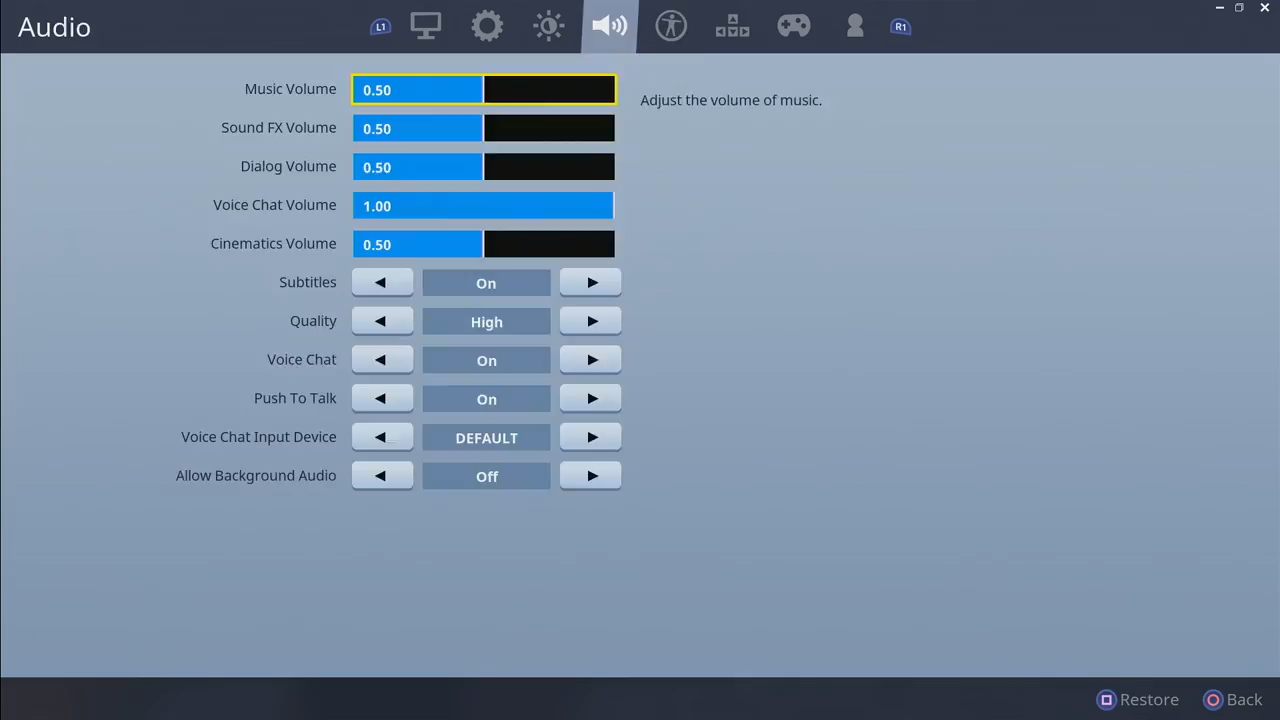 Audio
L1
R1
Music Volume 0.50
Adjust the volume of music.
Sound FX Volume 0.50
Dialog Volume 0.50
Voice Chat Volume 1.00
Cinematics Volume 0.50
Subtitles On
Quality High
Voice Chat On
Push To Talk On
Voice Chat Input Device DEFAULT
Allow Background Audio Off
Restore Back